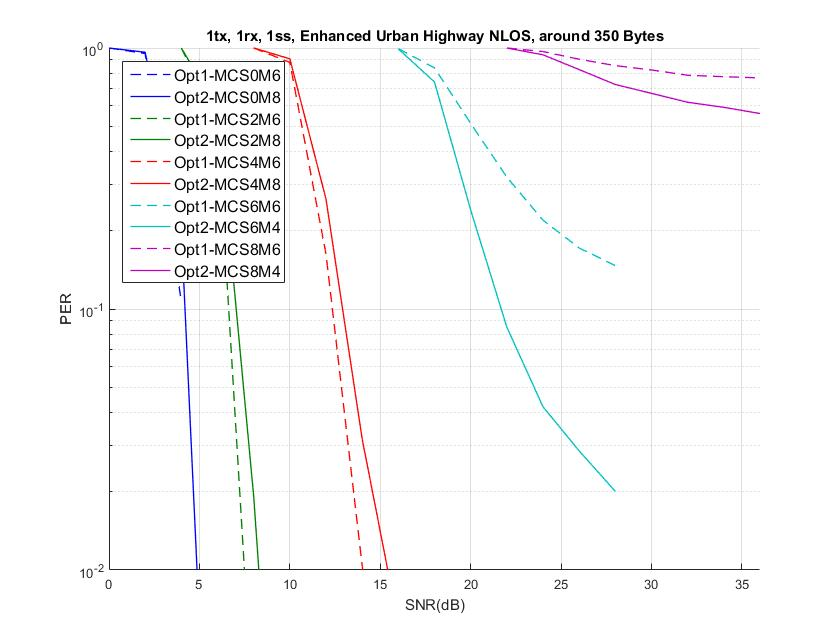 1tx, 1rx, 1ss, Enhanced Urban Highway NLOS, around 350 Bytes
10^0
Opt1-MCS0M6
Opt2-MCS0M8
Opt1-MCS2M6
Opt2-MCS2M8
Opt1-MCS4M6
Opt2-MCS4M8
Opt1-MCS6M6
Opt2-MCS6M4
Opt1-MCS8M6
Opt2-MCS8M4
PER
10^-1
10^-2
0 5 10 15 20 25 30 35
SNR(dB)